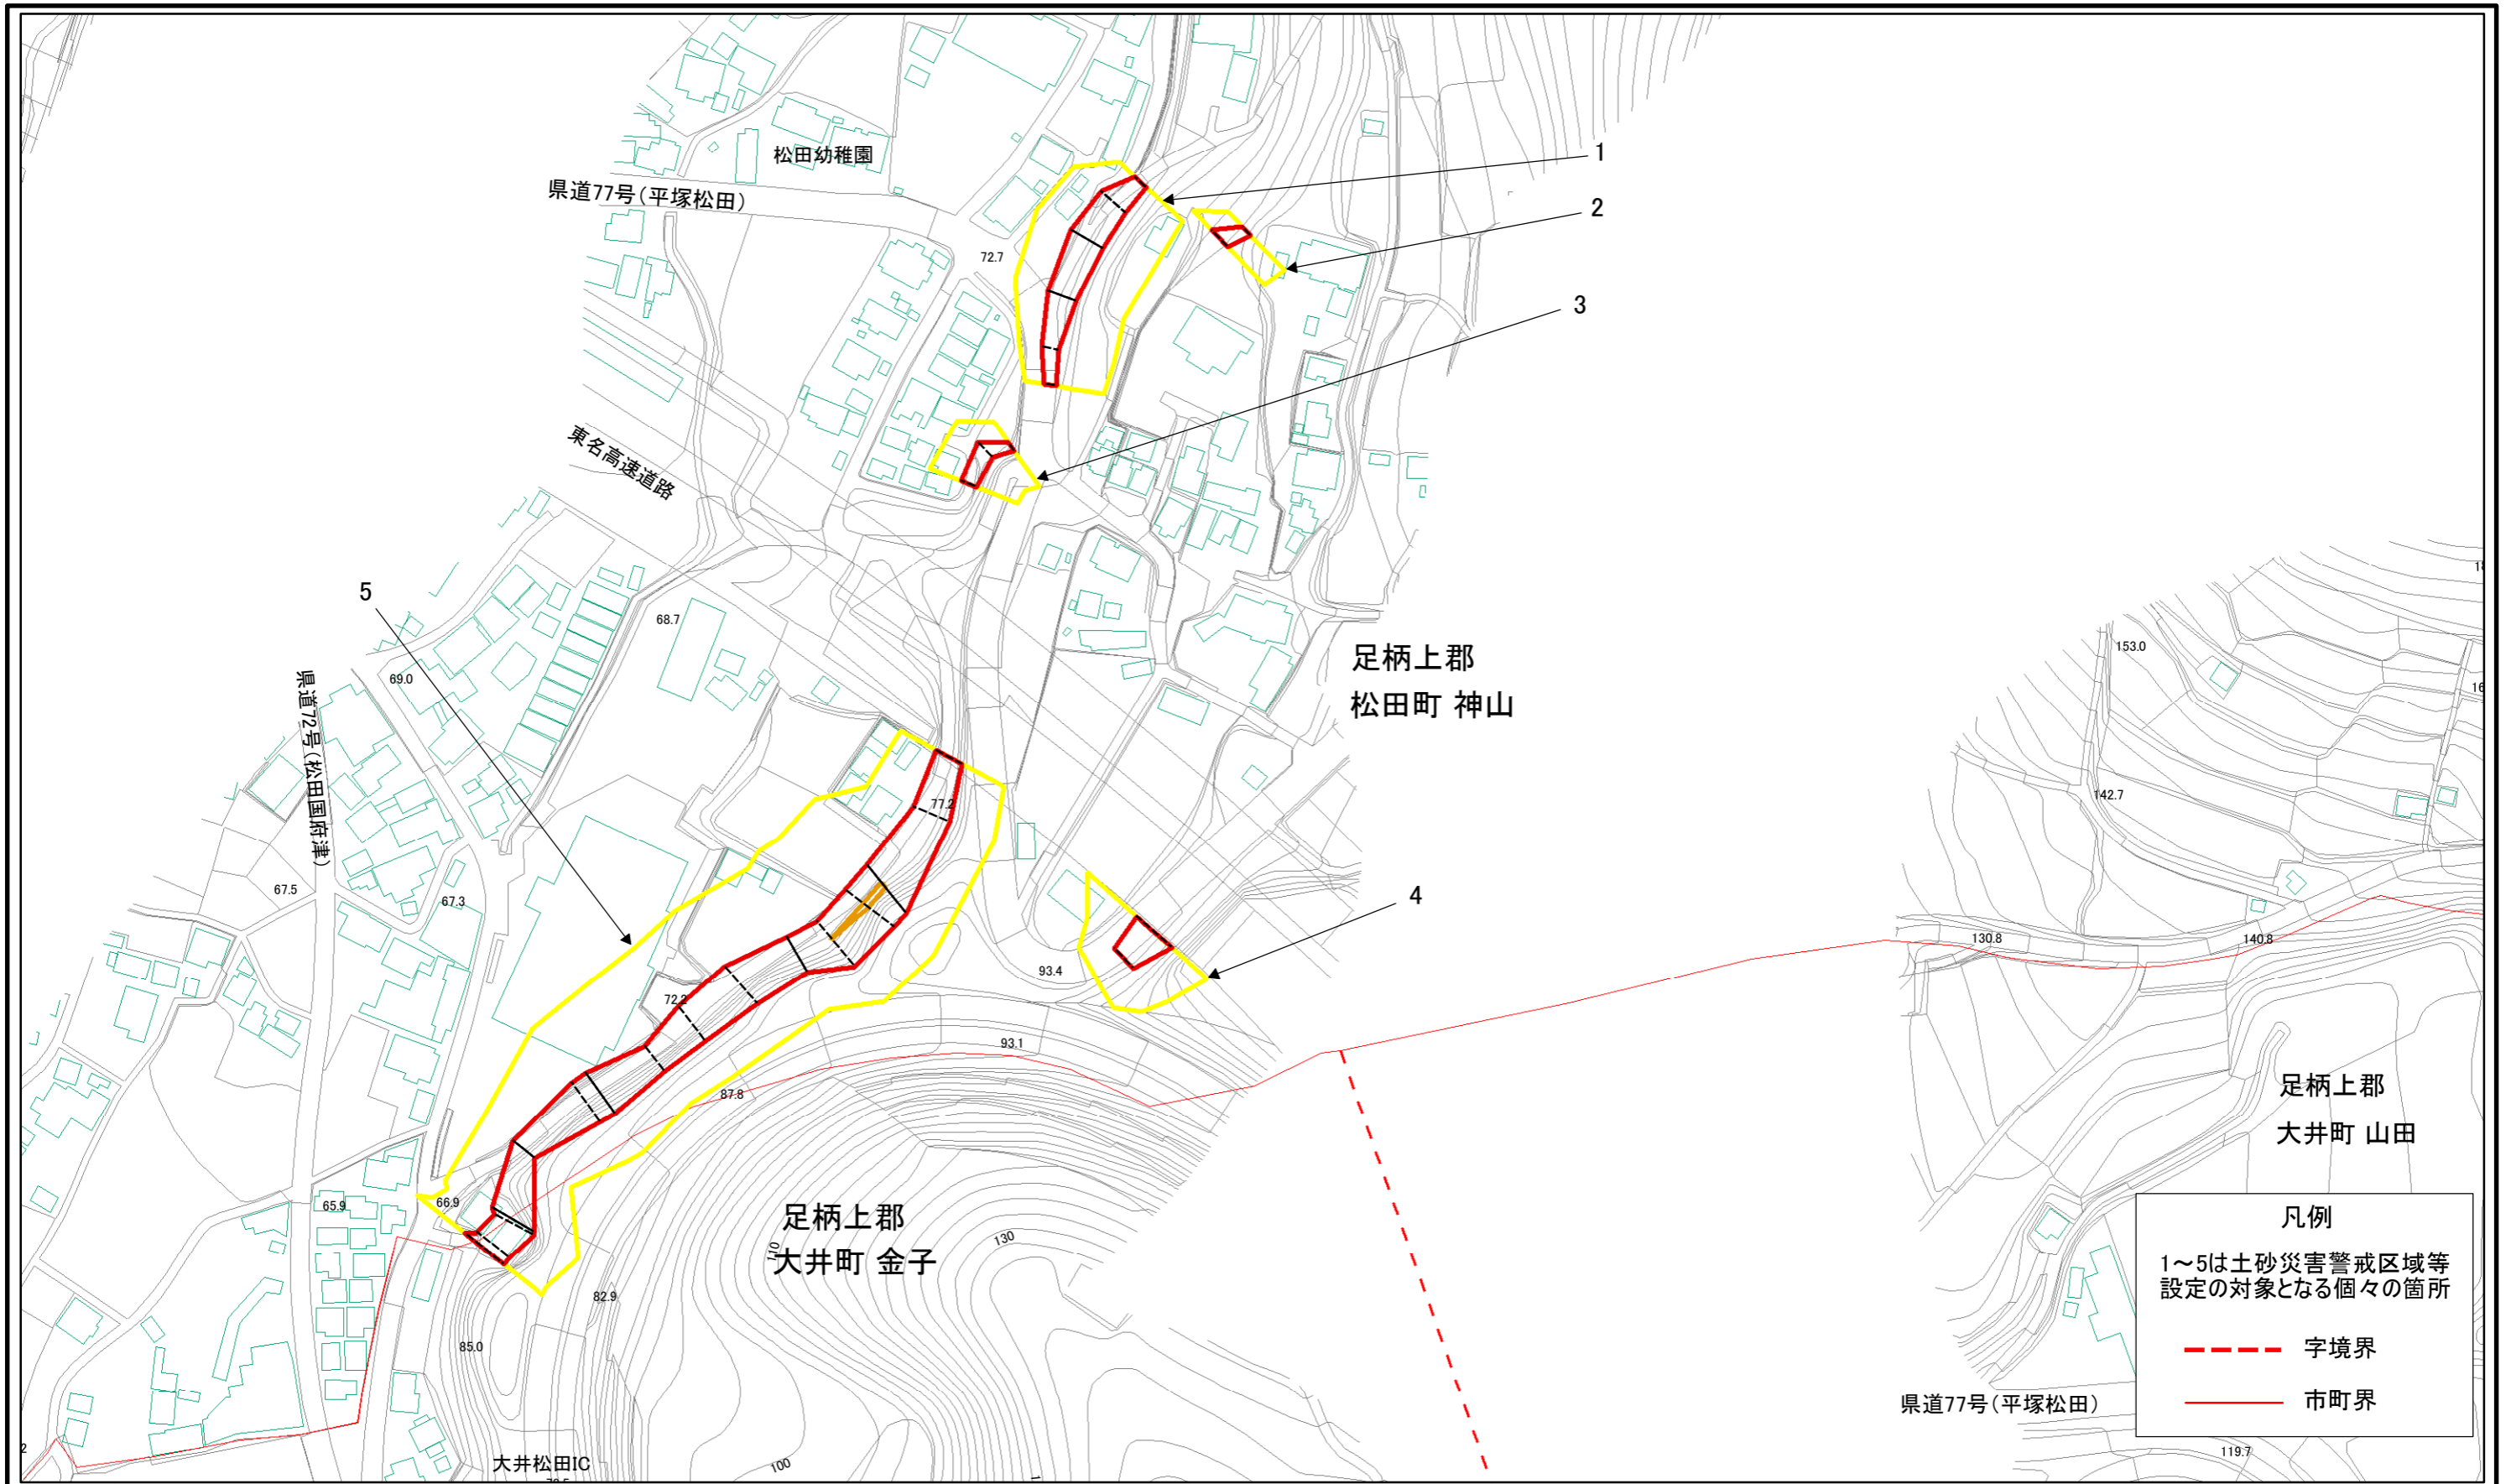 松田幼稚園
県道77号(平塚松田)
1
2
72.7
3
東名高速道路
5
68.7
足柄上郡
松田町 神山
153.0
69.0
県道72号(松田国府津)
142.7
77.2
67.5
67.3
4
93.4
130.8
140.8
93.1
87.8
足柄上郡
大井町 山田
66.9
65.9
足柄上郡
大井町 金子
110
130
82.9
85.0
凡例
1～5は土砂災害警戒区域等
設定の対象となる個々の箇所
字境界
市町界
県道77号(平塚松田)
119.7
大井松田IC
100